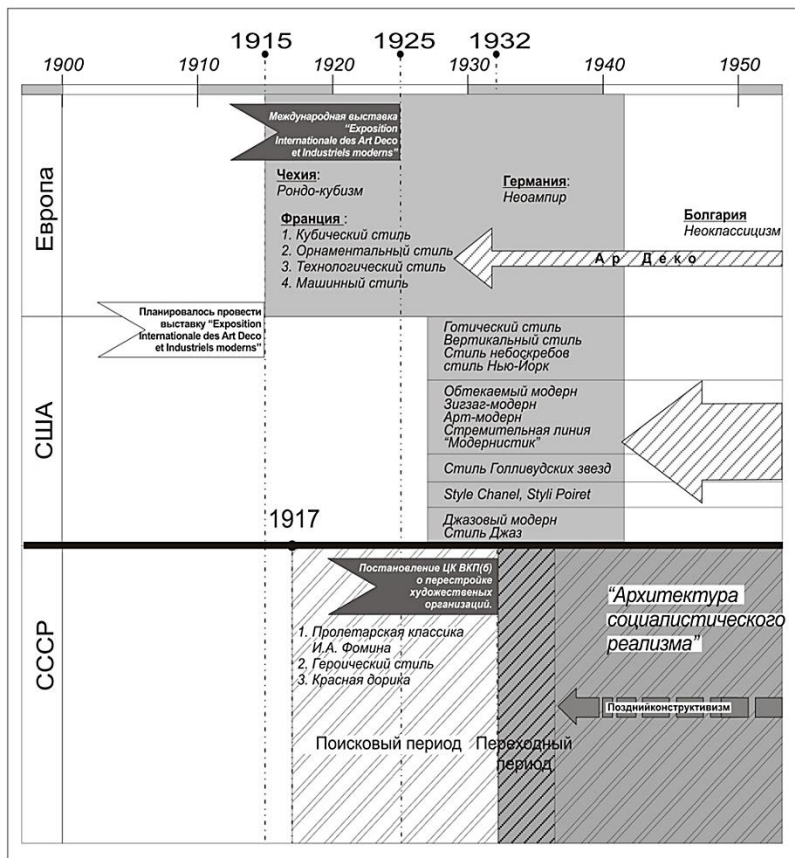 1915
1925
1932
1900
1910
1920
1930
1940
1950
Европа
Международная выставка
"Exposition
Internationale des Art Deco
et Industriels moderns"
Чехия:
Рондо-кубизм
Франция :
1. Кубический стиль
2. Орнаментальный стиль
3. Технологический стиль
4. Машинный стиль
Германия:
Неоампир
Болгария
Неоклассицизм
Ар Деко
Планировалось провести
выставку "Exposition
Internationale des Art Deco
et Industriels moderns"
США
Готический стиль
Вертикальный стиль
Стиль небоскребов
стиль Нью-Йорк
Обтекаемый модерн
Зигзаг-модерн
Арт-модерн
Стремительная линия
"Модернистик"
Стиль Голливудских звезд
Style Chanel, Styli Poiret
Джазовый модерн
Стиль Джаз
1917
СССР
Постановление ЦК ВКП(б)
о перестройке
художественых
организаций.
1. Пролетарская классика
И.А. Фомина
2. Героический стиль
3. Красная дорика
"Архитектура
социалистического
реализма"
Позднийконструктивизм
Поисковый период
Переходный
период